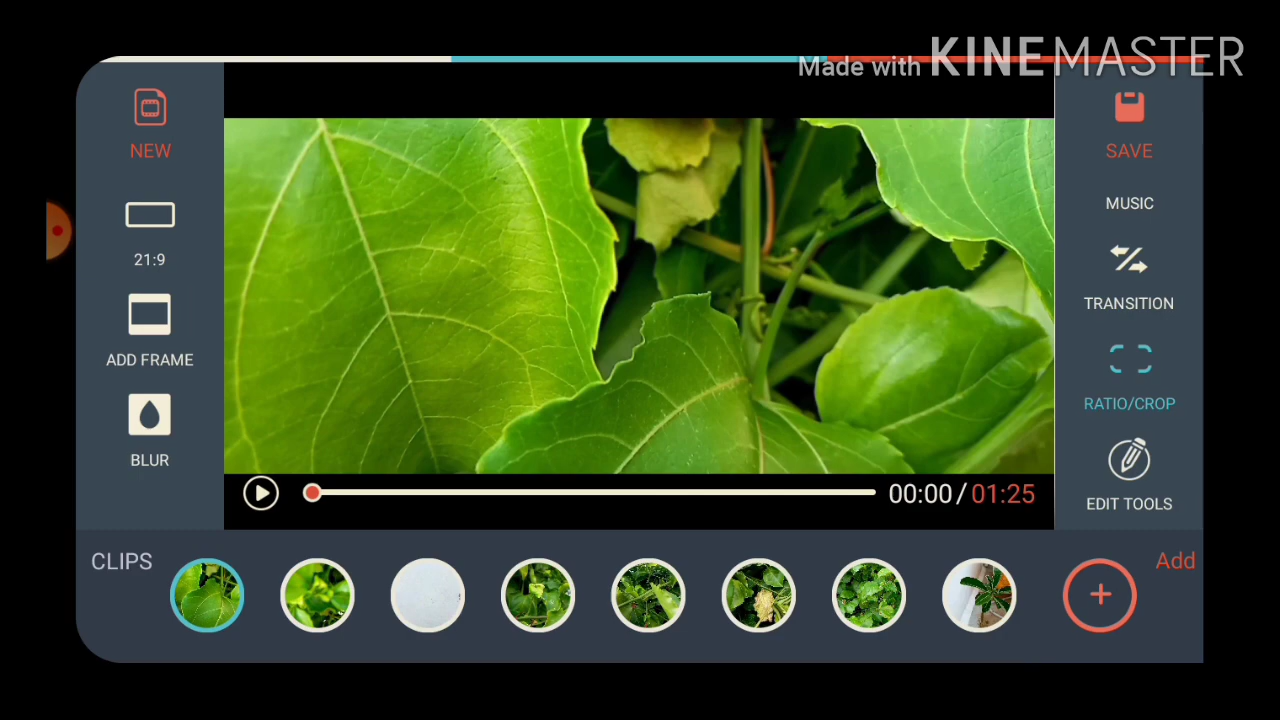 Made with KINEMASTER
NEW
21:9
ADD FRAME
BLUR
SAVE
MUSIC
TRANSITION
RATIO/CROP
EDIT TOOLS
00:00/01:25
CLIPS
Add